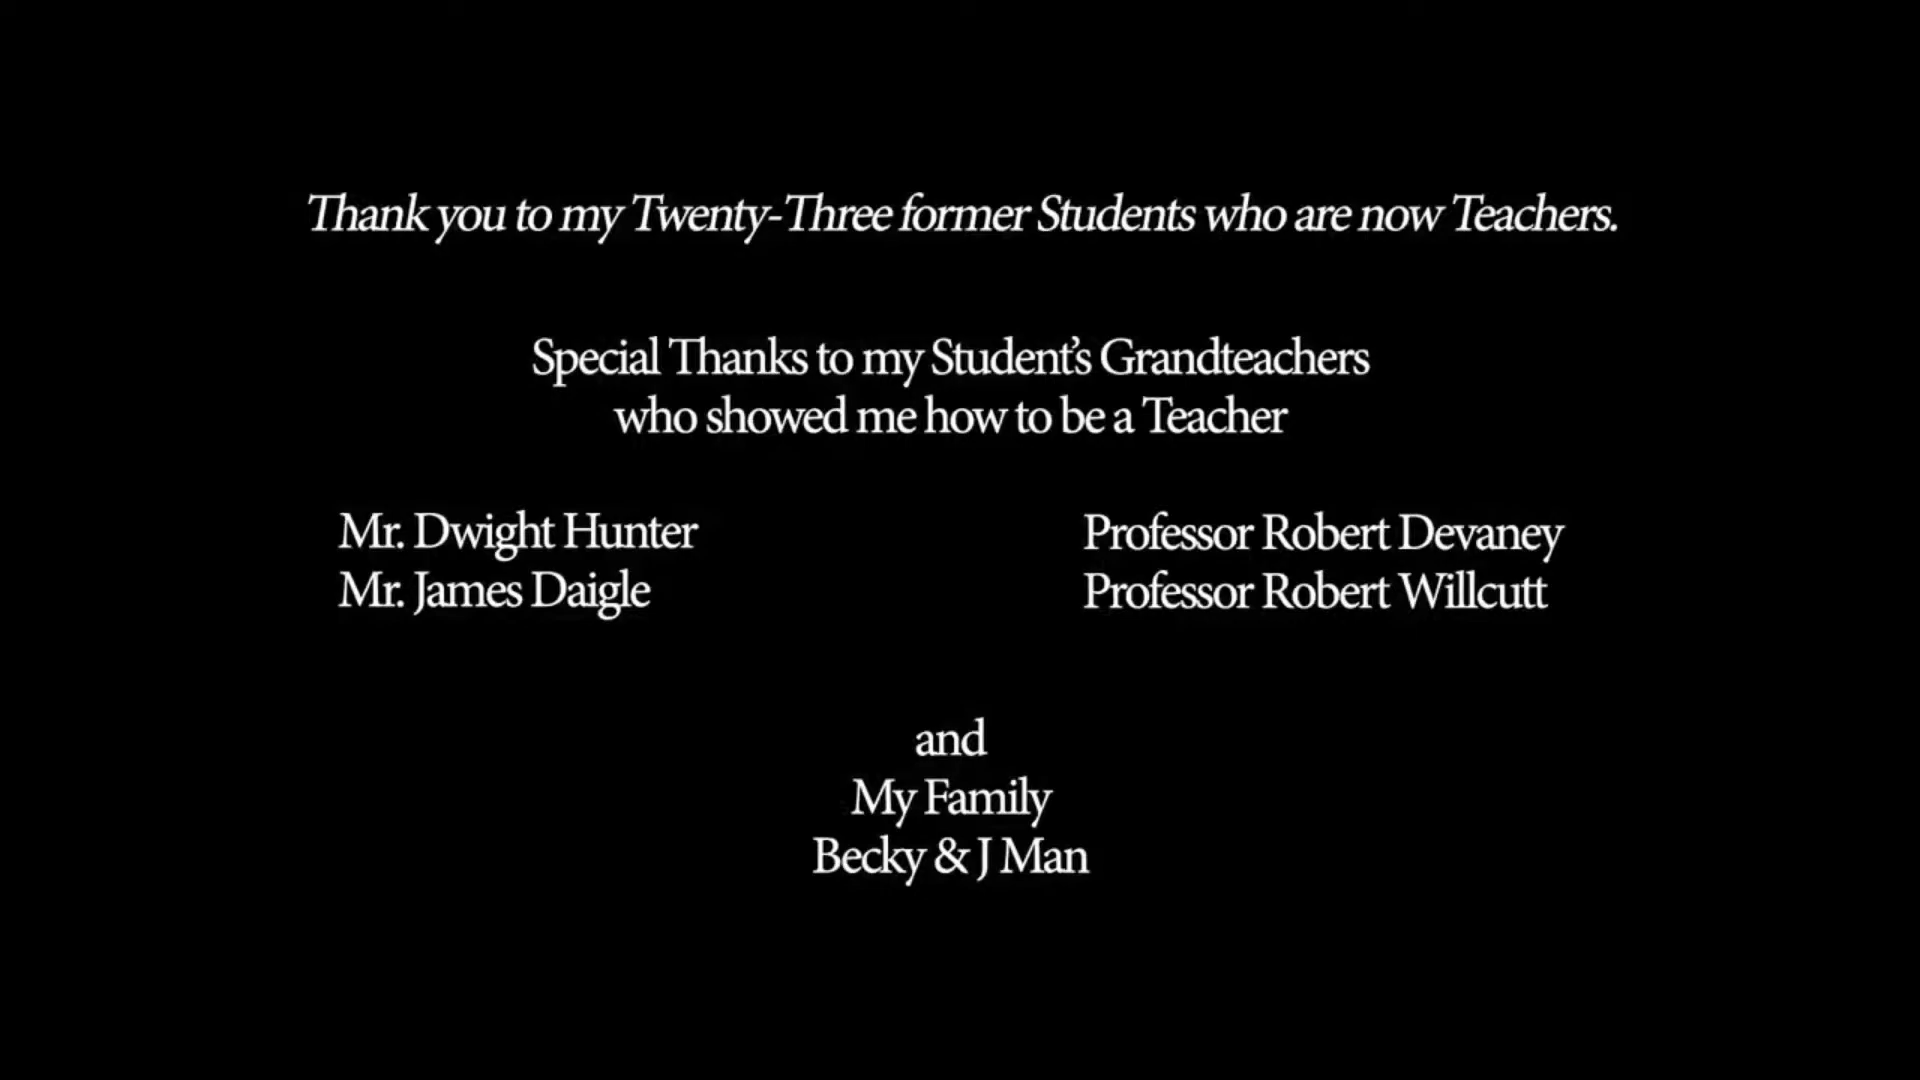 Thank you to my Twenty-Three former Students who are now Teachers.
Special Thanks to my Student's Grandteachers
who showed me how to be a Teacher
Mr. Dwight Hunter
Mr. James Daigle
Professor Robert Devaney
Professor Robert Willcutt
and
My Family
Becky & J Man